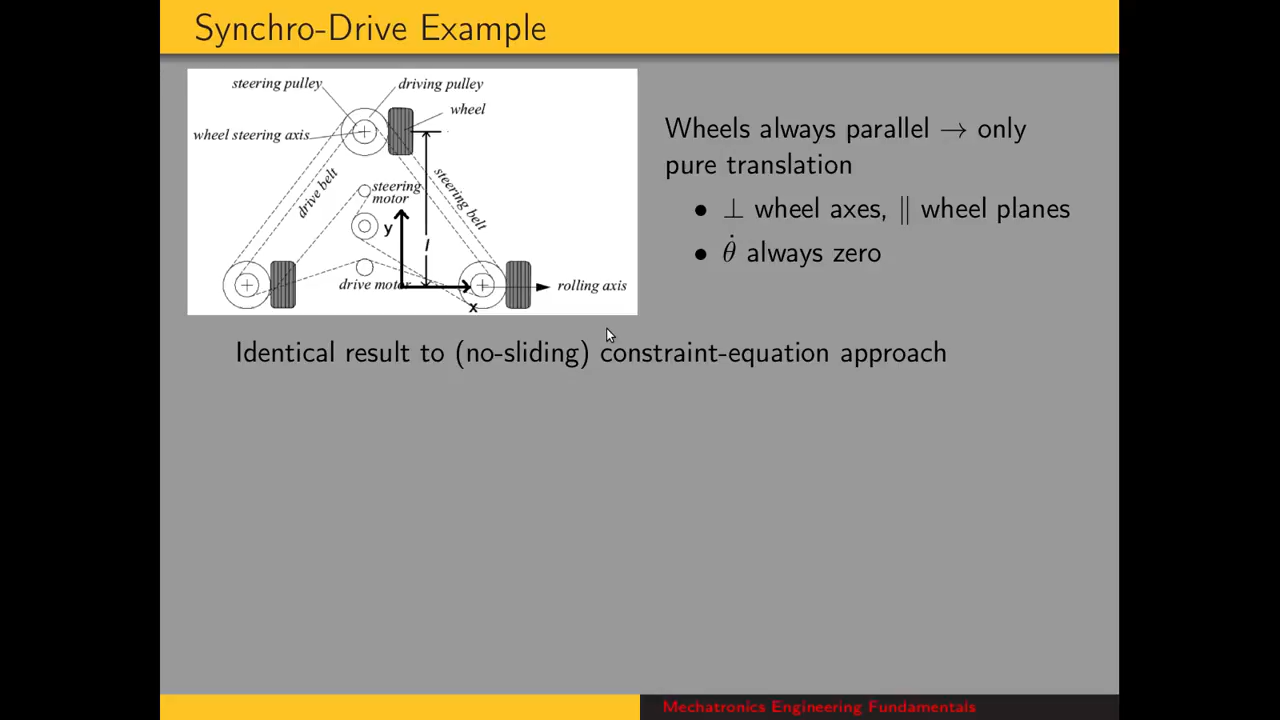 Synchro-Drive Example
steering pulley
driving pulley
wheel
wheel steering axis
drive belt
steering
motor
steering belt
y
l
drive motor
rolling axis
x
Wheels always parallel → only
pure translation
• ⊥ wheel axes, ∥ wheel planes
• θ̇ always zero
Identical result to (no-sliding) constraint-equation approach
Mechatronics Engineering Fundamentals